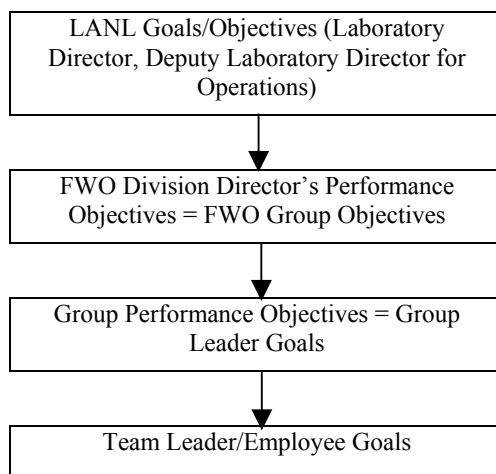 LANL Goals/Objectives (Laboratory
Director, Deputy Laboratory Director for
Operations)
FWO Division Director’s Performance
Objectives = FWO Group Objectives
Group Performance Objectives = Group
Leader Goals
Team Leader/Employee Goals